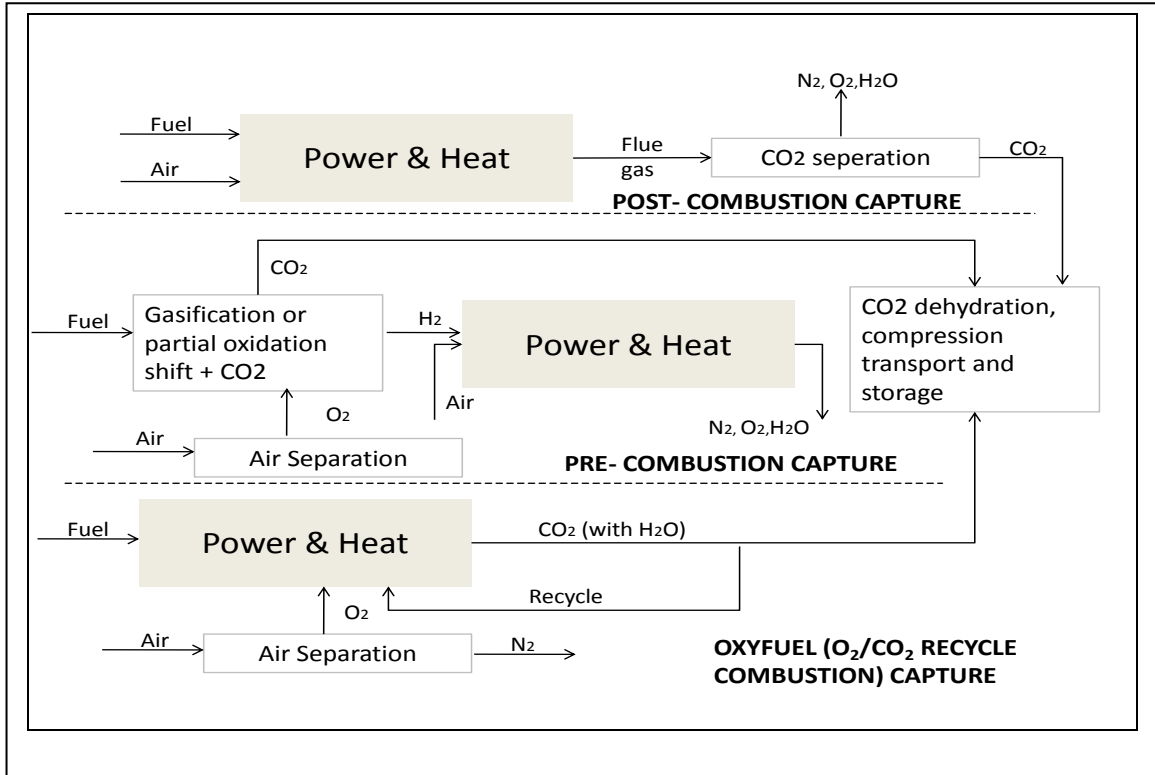 N₂, O₂,H₂O
Fuel
Air
Power & Heat
Flue
gas
CO2 seperation
CO₂
POST- COMBUSTION CAPTURE
CO₂
Fuel
Gasification or
partial oxidation
shift + CO2
H₂
Air
Power & Heat
CO2 dehydration,
compression
transport and
storage
O₂
Air
Air Separation
N₂, O₂,H₂O
PRE- COMBUSTION CAPTURE
Fuel
Power & Heat
CO₂ (with H₂O)
Recycle
O₂
Air
Air Separation
N₂
OXYFUEL (O₂/CO₂ RECYCLE
COMBUSTION) CAPTURE